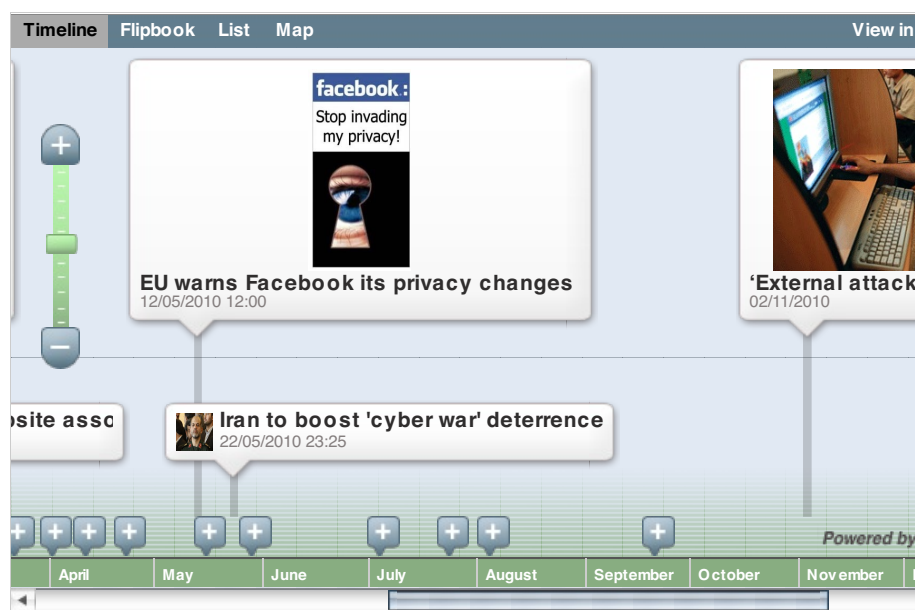 Timeline Flipbook List Map View in
facebook :
Stop invading
my privacy!
EU warns Facebook its privacy changes
12/05/2010 12:00
‘External attack
02/11/2010
osite asso
Iran to boost 'cyber war' deterrence
22/05/2010 23:25
Powered by
April May June July August September October November